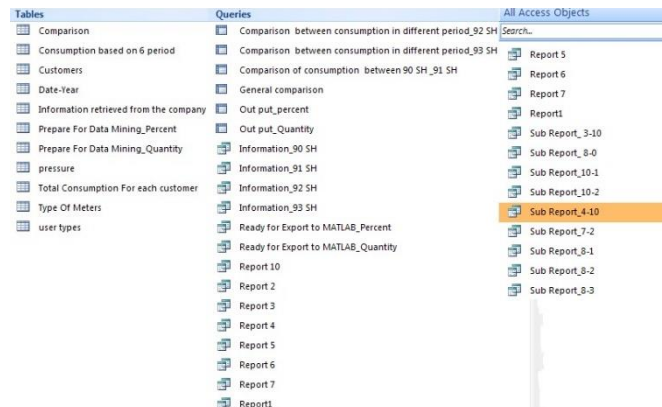 Tables
Comparison
Consumption based on 6 period
Customers
Date-Year
Information retrieved from the company
Prepare For Data Mining_Percent
Prepare For Data Mining_Quantity
pressure
Total Consumption For each customer
Type Of Meters
user types
Queries
Comparison between consumption in different period_92 SH
Comparison between consumption in different period_93 SH
Comparison of consumption between 90 SH _91 SH
General comparison
Out put_percent
Out put_Quantity
Information_90 SH
Information_91 SH
Information_92 SH
Information_93 SH
Ready for Export to MATLAB_Percent
Ready for Export to MATLAB_Quantity
Report 10
Report 2
Report 3
Report 4
Report 5
Report 6
Report 7
Report1
All Access Objects
Search...
Report 5
Report 6
Report 7
Report1
Sub Report_ 3-10
Sub Report_ 8-0
Sub Report_10-1
Sub Report_10-2
Sub Report_4-10
Sub Report_7-2
Sub Report_8-1
Sub Report_8-2
Sub Report_8-3